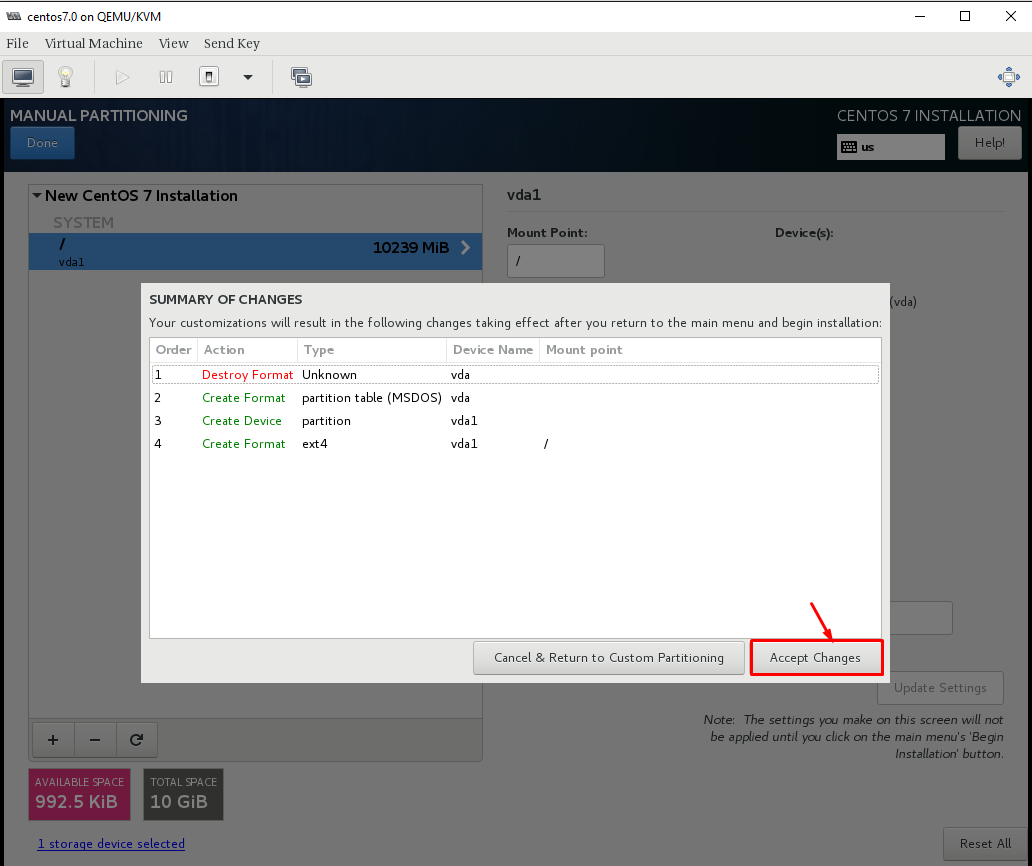 centos7.0 on QEMU/KVM
File Virtual Machine View Send Key
MANUAL PARTITIONING
CENTOS 7 INSTALLATION
Done
us
Help!
New CentOS 7 Installation
SYSTEM
/
10239 MiB
vda1
vda1
Mount Point:
Device(s):
/
(vda)
SUMMARY OF CHANGES
Your customizations will result in the following changes taking effect after you return to the main menu and begin installation:
Order Action Type Device Name Mount point
1 Destroy Format Unknown vda
2 Create Format partition table (MSDOS) vda
3 Create Device partition vda1
4 Create Format ext4 vda1 /
Cancel & Return to Custom Partitioning
Accept Changes
Update Settings
Note: The settings you make on this screen will not
be applied until you click on the main menu's 'Begin
Installation' button.
+ −
AVAILABLE SPACE
992.5 KiB
TOTAL SPACE
10 GiB
1 storage device selected
Reset All